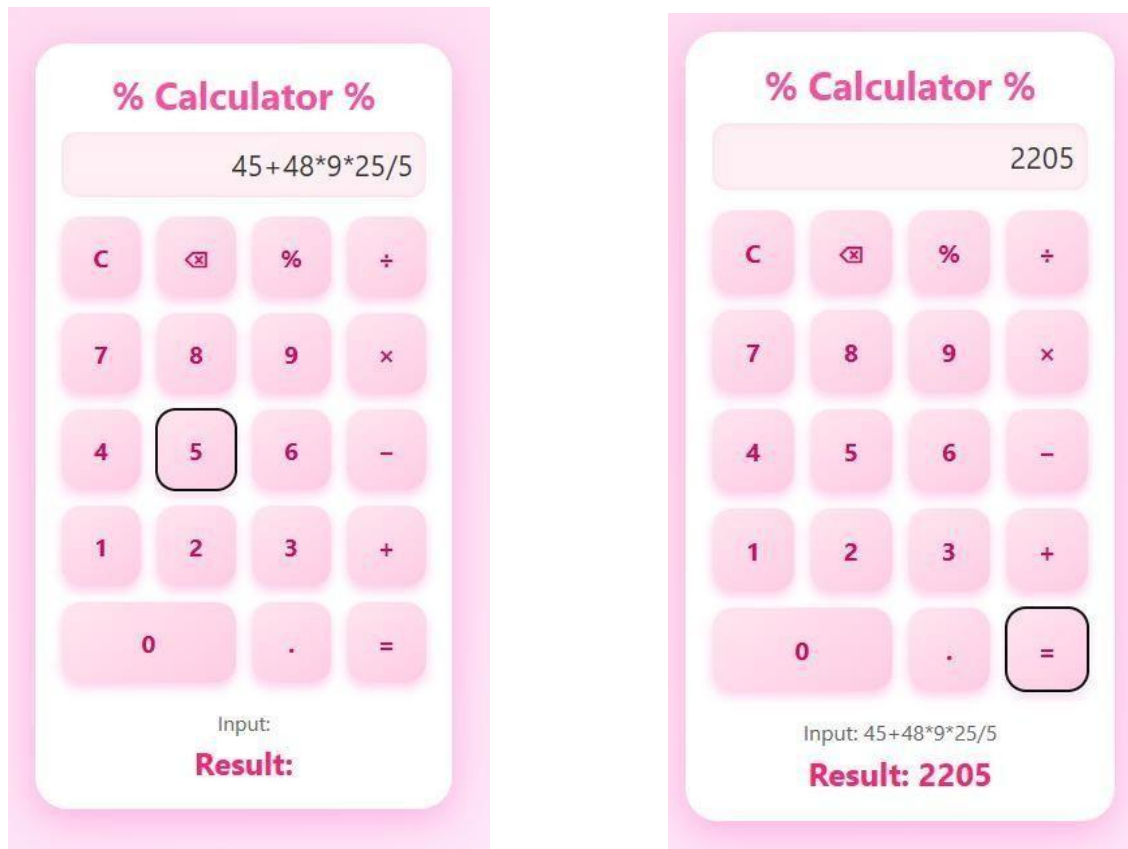 % Calculator %
45+48*9*25/5
C ⌫ % ÷
7 8 9 ×
4 5 6 −
1 2 3 +
0 . =
Input:
Result:
% Calculator %
2205
C ⌫ % ÷
7 8 9 ×
4 5 6 −
1 2 3 +
0 . =
Input: 45+48*9*25/5
Result: 2205